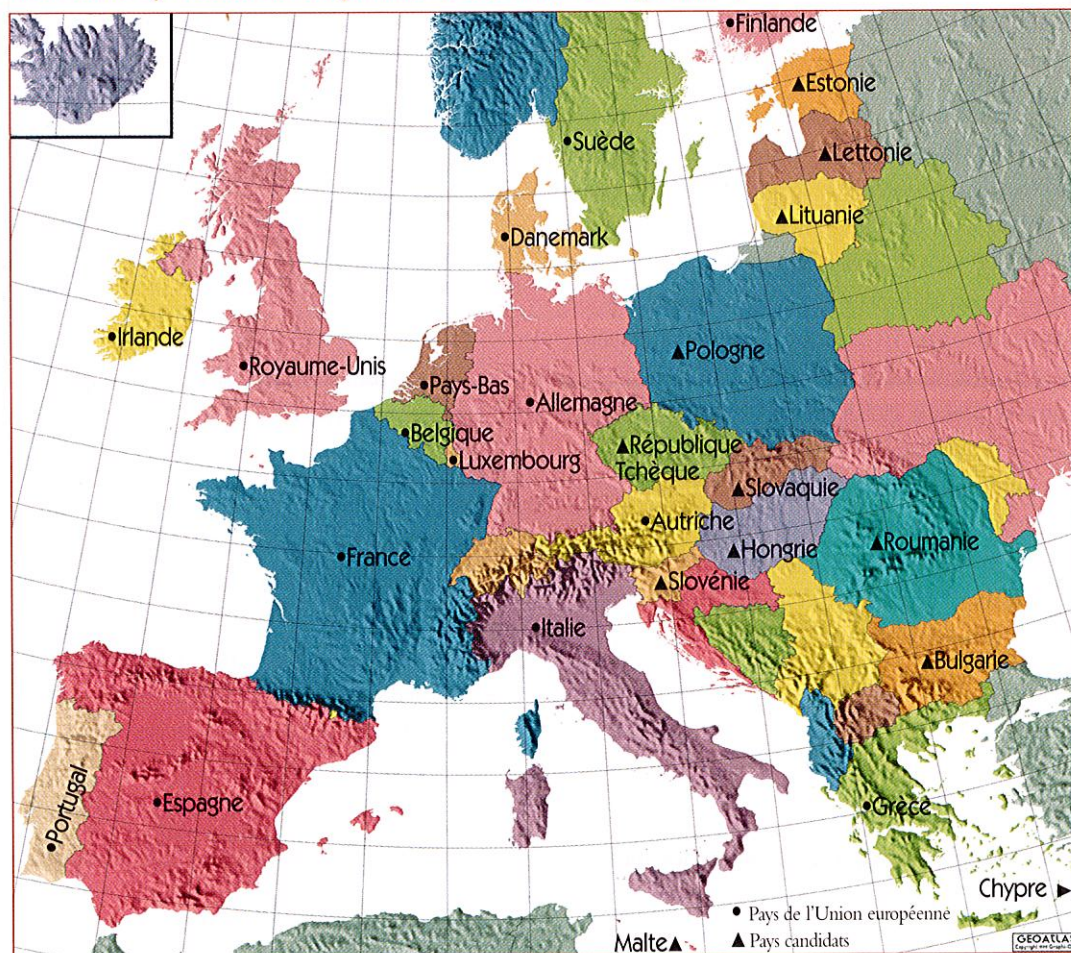 Finlande
Estonie
Suède
Lettonie
Lituanie
Danemark
Irlande
Royaume-Unis
Pologne
Pays-Bas
Allemagne
Belgique
République
Tchèque
Luxembourg
Slovaquie
Autriche
France
Hongrie
Roumanie
Slovénie
Italie
Bulgarie
Portugal
Espagne
Grèce
Chypre
Pays de l'Union européenne
Malte
Pays candidats
GEOATLAS